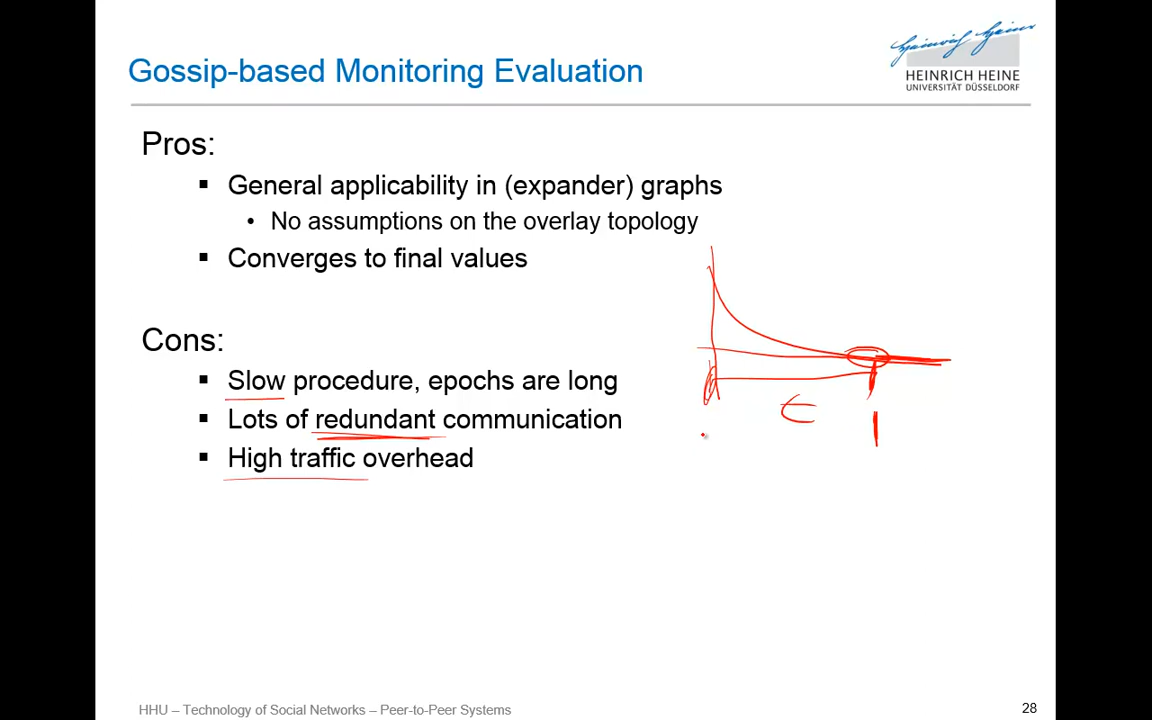 Gossip-based Monitoring Evaluation
Heinrich Heine
HEINRICH HEINE
UNIVERSITÄT DÜSSELDORF
Pros:
▪ General applicability in (expander) graphs
• No assumptions on the overlay topology
▪ Converges to final values
Cons:
▪ Slow procedure, epochs are long
▪ Lots of redundant communication
▪ High traffic overhead
t
HHU – Technology of Social Networks – Peer-to-Peer Systems
28